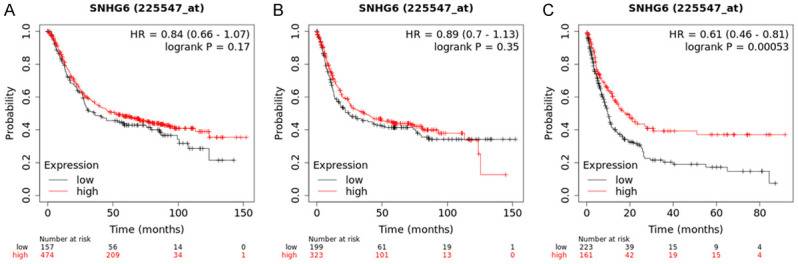 A
SNHG6 (225547_at)
HR = 0.84 (0.66 - 1.07)
logrank P = 0.17
Probability
1.0
0.8
0.6
0.4
0.2
0.0
Expression
low
high
0 50 100 150
Time (months)
Number at risk
low 157 56 14 0
high 474 209 34 1
B
SNHG6 (225547_at)
HR = 0.89 (0.7 - 1.13)
logrank P = 0.35
Probability
1.0
0.8
0.6
0.4
0.2
0.0
Expression
low
high
0 50 100 150
Time (months)
Number at risk
low 199 61 19 1
high 323 101 13 0
C
SNHG6 (225547_at)
HR = 0.61 (0.46 - 0.81)
logrank P = 0.00053
Probability
1.0
0.8
0.6
0.4
0.2
0.0
Expression
low
high
0 20 40 60 80
Time (months)
Number at risk
low 223 39 15 9 4
high 161 42 19 15 4